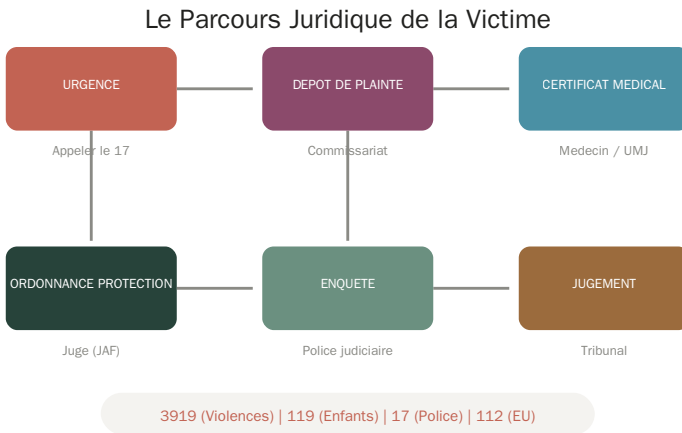 Le Parcours Juridique de la Victime
URGENCE
DEPOT DE PLAINTE
CERTIFICAT MEDICAL
Appeler le 17
Commissariat
Medecin / UMJ
ORDONNANCE PROTECTION
ENQUETE
JUGEMENT
Juge (JAF)
Police judiciaire
Tribunal
3919 (Violences) | 119 (Enfants) | 17 (Police) | 112 (EU)